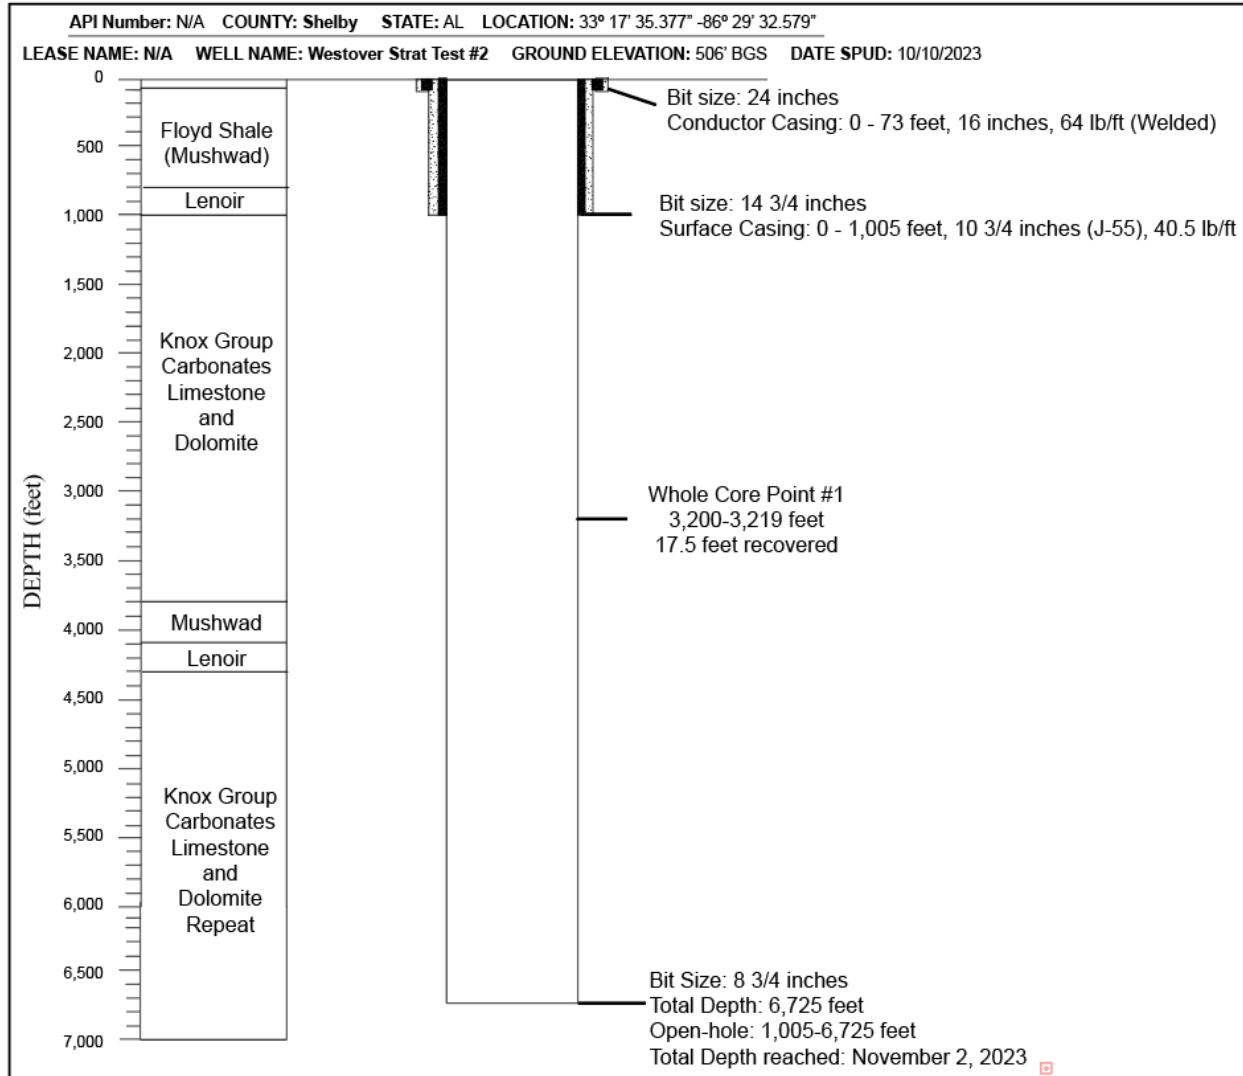 API Number: N/A COUNTY: Shelby STATE: AL LOCATION: 33º 17' 35.377" -86º 29' 32.579"
LEASE NAME: N/A WELL NAME: Westover Strat Test #2 GROUND ELEVATION: 506' BGS DATE SPUD: 10/10/2023
DEPTH (feet)
0
500
1,000
1,500
2,000
2,500
3,000
3,500
4,000
4,500
5,000
5,500
6,000
6,500
7,000
Floyd Shale
(Mushwad)
Lenoir
Knox Group
Carbonates
Limestone
and
Dolomite
Mushwad
Lenoir
Knox Group
Carbonates
Limestone
and
Dolomite
Repeat
Bit size: 24 inches
Conductor Casing: 0 - 73 feet, 16 inches, 64 lb/ft (Welded)
Bit size: 14 3/4 inches
Surface Casing: 0 - 1,005 feet, 10 3/4 inches (J-55), 40.5 lb/ft
Whole Core Point #1
3,200-3,219 feet
17.5 feet recovered
Bit Size: 8 3/4 inches
Total Depth: 6,725 feet
Open-hole: 1,005-6,725 feet
Total Depth reached: November 2, 2023